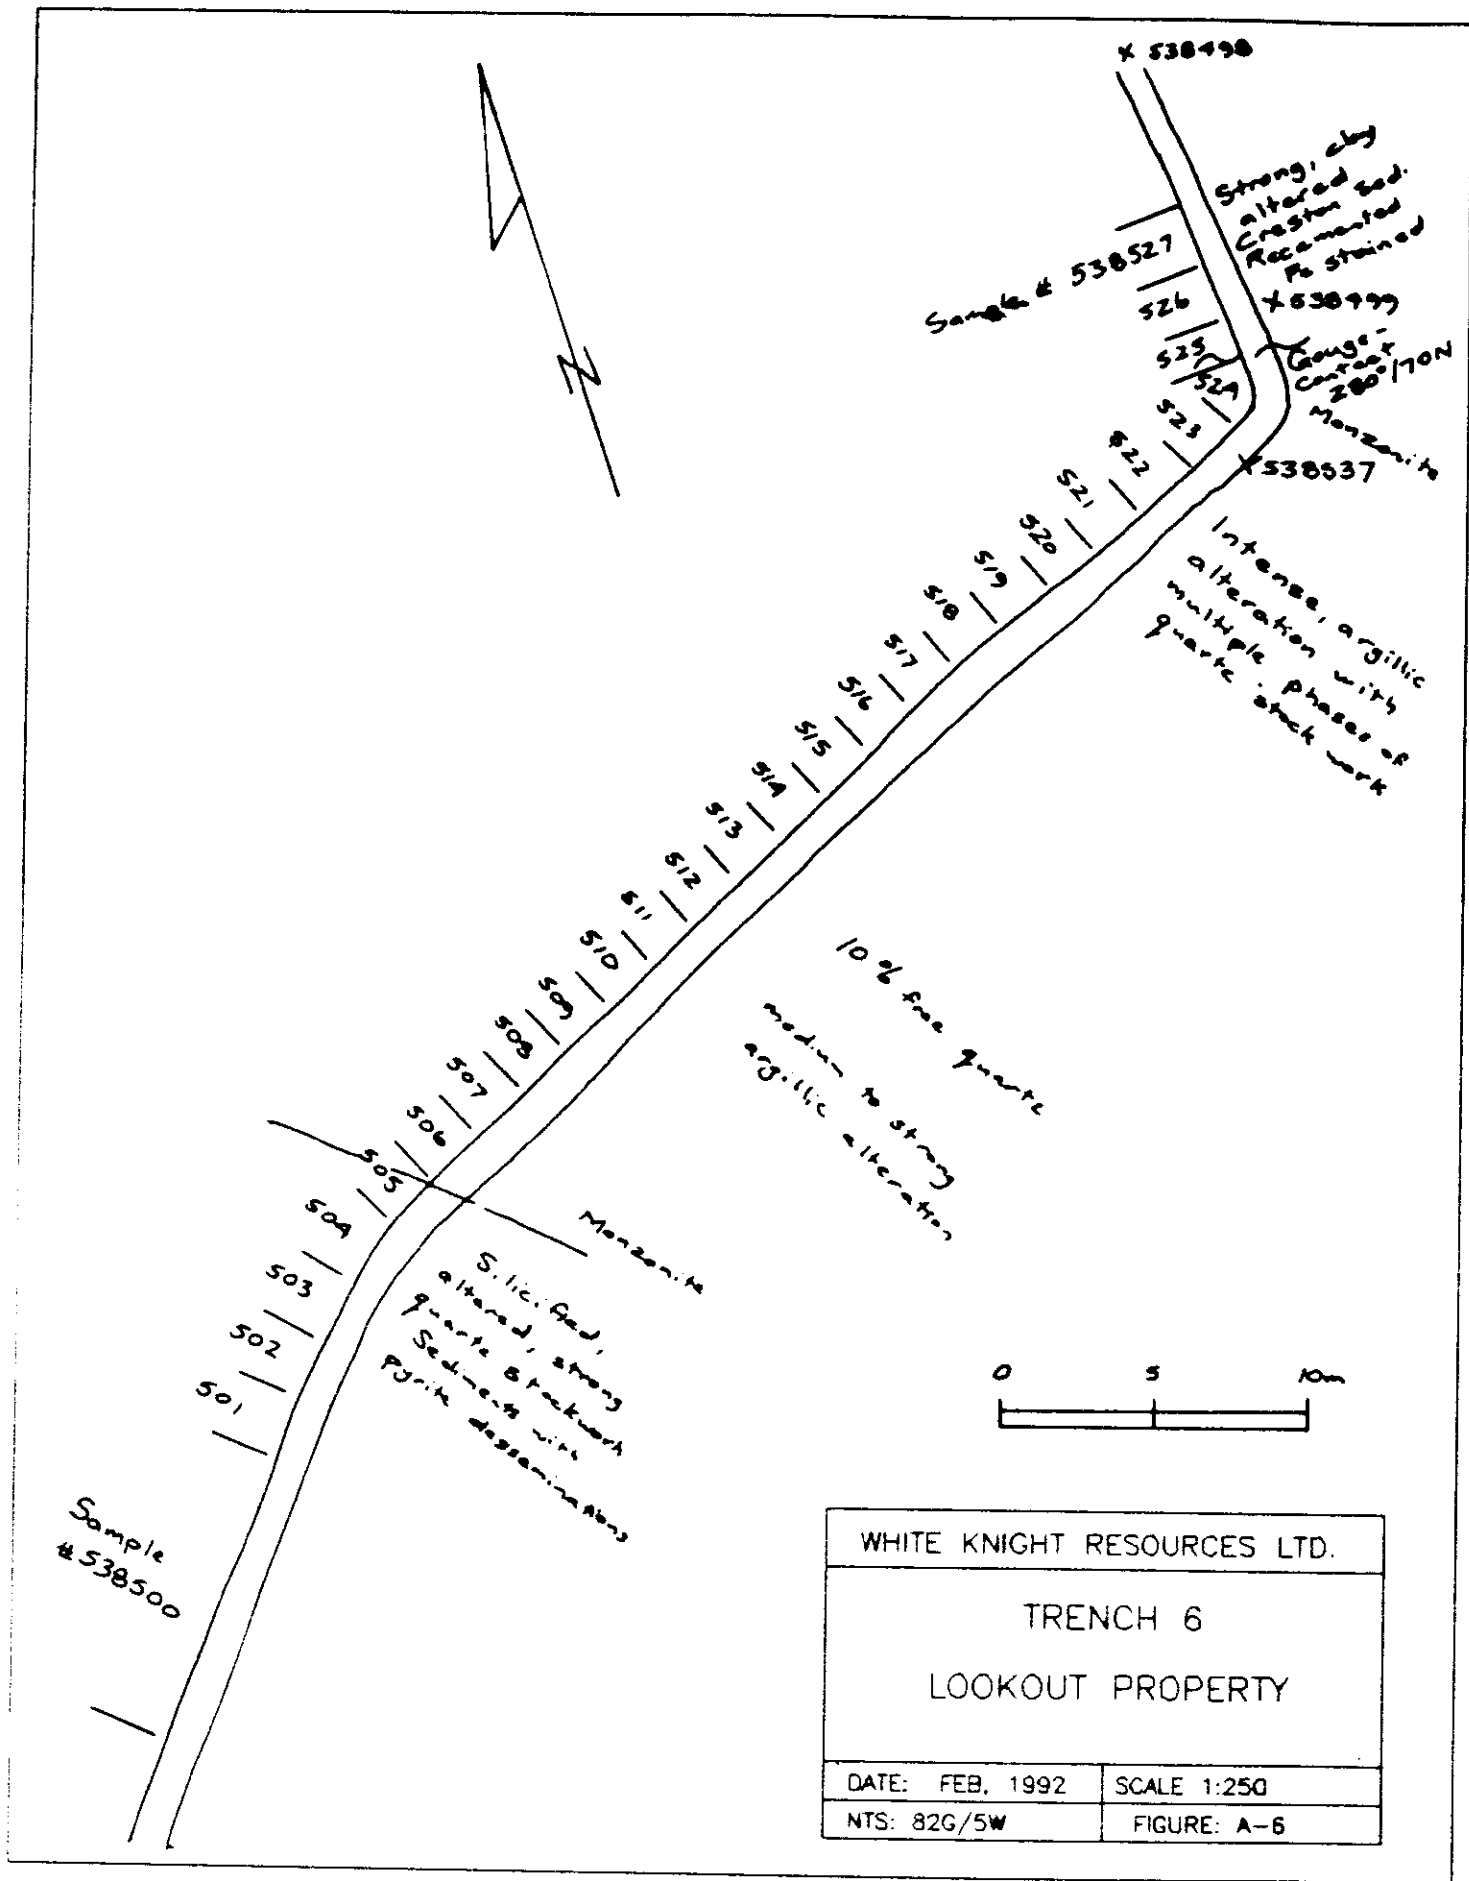 X 538498
Strong, clay
altered
Creston Sed.
Recemented
Fe stained
Sample # 538527
526
X 538499
525
Gouge-
Contact
280°/70N
524
523
Monzonite
522
X 538537
521
520
Intense, argillic
alteration with
multiple phases of
quartz stock work
519
518
517
516
515
514
513
512
511
510
509
508
507
506
505
504
503
502
501
10% free quartz
medium to strong
argillic alteration
Monzonite
Silicified,
altered, strong
quartz stockwork
Sediments with
Pyrite desseminations
Sample
# 538500
N
0 5 10m
WHITE KNIGHT RESOURCES LTD.
TRENCH 6
LOOKOUT PROPERTY
DATE: FEB, 1992
SCALE 1:250
NTS: 82G/5W
FIGURE: A-6